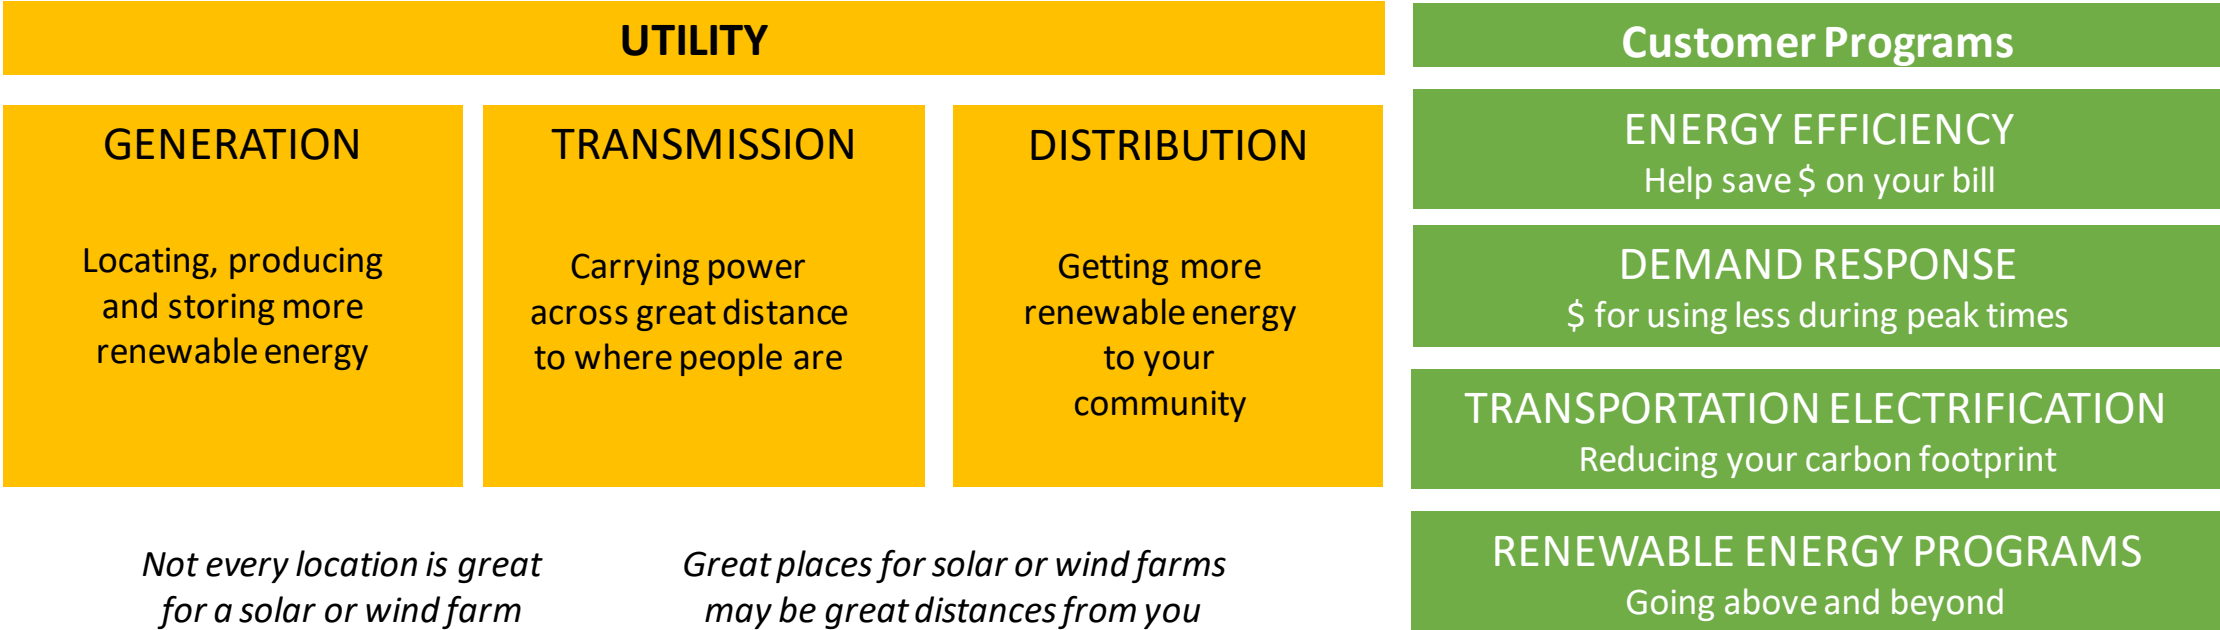 UTILITY
GENERATION
Locating, producing
and storing more
renewable energy
TRANSMISSION
Carrying power
across great distance
to where people are
DISTRIBUTION
Getting more
renewable energy
to your
community
Not every location is great
for a solar or wind farm
Great places for solar or wind farms
may be great distances from you
Customer Programs
ENERGY EFFICIENCY
Help save $ on your bill
DEMAND RESPONSE
$ for using less during peak times
TRANSPORTATION ELECTRIFICATION
Reducing your carbon footprint
RENEWABLE ENERGY PROGRAMS
Going above and beyond